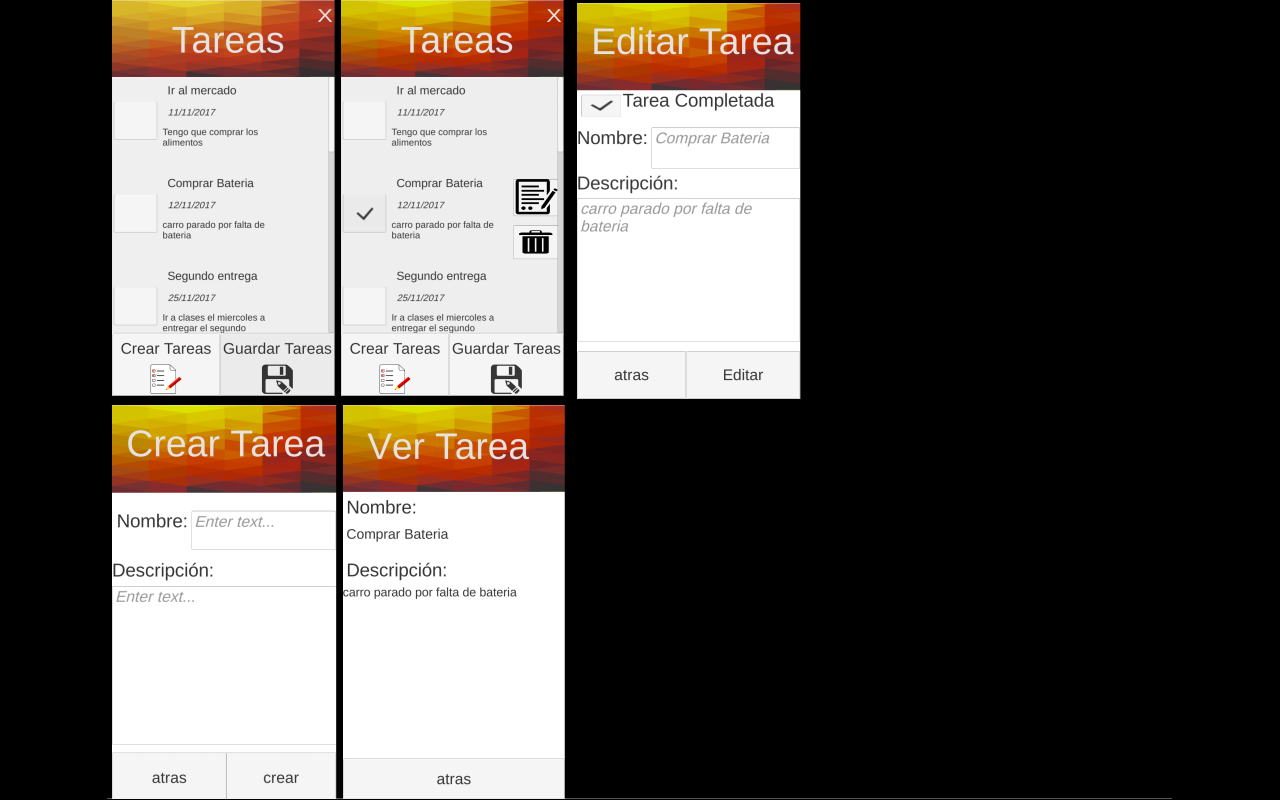 X
Tareas
Ir al mercado
11/11/2017
Tengo que comprar los
alimentos
Comprar Bateria
12/11/2017
carro parado por falta de
bateria
Segundo entrega
25/11/2017
Ir a clases el miercoles a
entregar el segundo
Crear Tareas
Guardar Tareas
X
Tareas
Ir al mercado
11/11/2017
Tengo que comprar los
alimentos
Comprar Bateria
12/11/2017
carro parado por falta de
bateria
Segundo entrega
25/11/2017
Ir a clases el miercoles a
entregar el segundo
Crear Tareas
Guardar Tareas
Editar Tarea
Tarea Completada
Nombre:
Comprar Bateria
Descripción:
carro parado por falta de
bateria
atras
Editar
Crear Tarea
Nombre:
Enter text...
Descripción:
Enter text...
atras
crear
Ver Tarea
Nombre:
Comprar Bateria
Descripción:
carro parado por falta de bateria
atras